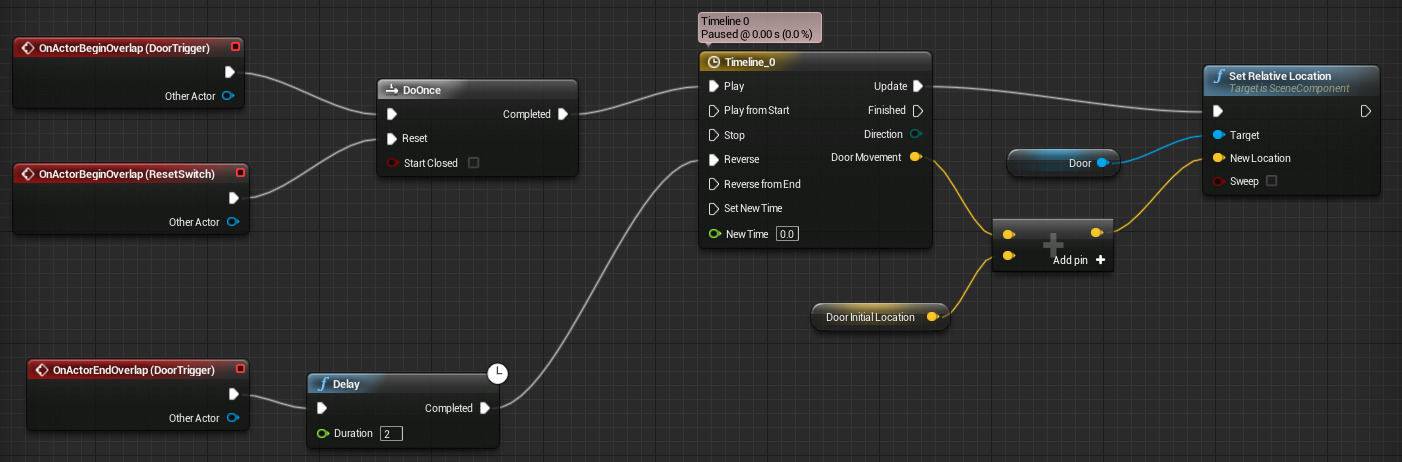 OnActorBeginOverlap (DoorTrigger)
Other Actor
OnActorBeginOverlap (ResetSwitch)
Other Actor
OnActorEndOverlap (DoorTrigger)
Other Actor
DoOnce
Completed
Reset
Start Closed
Delay
Completed
Duration 2
Timeline 0
Paused @ 0.00 s (0.0 %)
Timeline_0
Play Update
Play from Start Finished
Stop Direction
Reverse Door Movement
Reverse from End
Set New Time
New Time 0.0
Door Initial Location
Door
Add pin
Set Relative Location
Target is SceneComponent
Target
New Location
Sweep